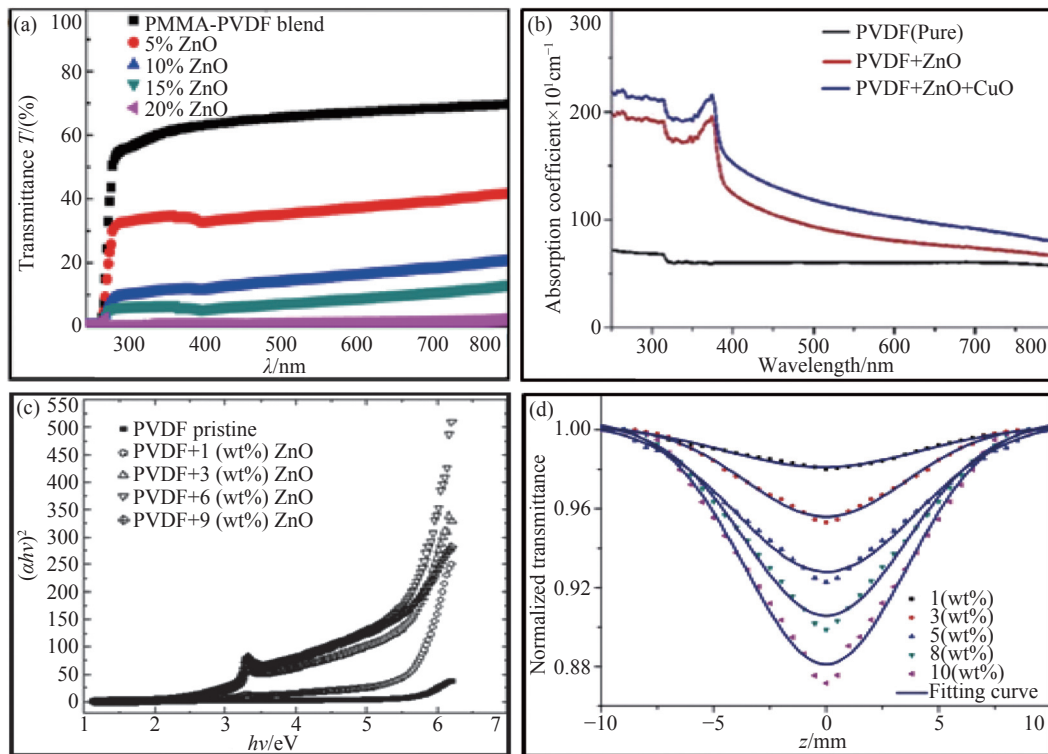 (a)
100
80
60
40
20
0
Transmittance T/(%)
PMMA-PVDF blend
5% ZnO
10% ZnO
15% ZnO
20% ZnO
300 400 500 600 700 800
λ/nm
(b)
300
200
100
0
Absorption coefficient×10¹cm⁻¹
PVDF(Pure)
PVDF+ZnO
PVDF+ZnO+CuO
300 400 500 600 700 800
Wavelength/nm
(c)
550
500
450
400
350
300
250
200
150
100
50
0
(αhν)²
PVDF pristine
PVDF+1 (wt%) ZnO
PVDF+3 (wt%) ZnO
PVDF+6 (wt%) ZnO
PVDF+9 (wt%) ZnO
1 2 3 4 5 6 7
hν/eV
(d)
1.00
0.96
0.92
0.88
Normalized transmittance
1(wt%)
3(wt%)
5(wt%)
8(wt%)
10(wt%)
Fitting curve
−10 −5 0 5 10
z/mm